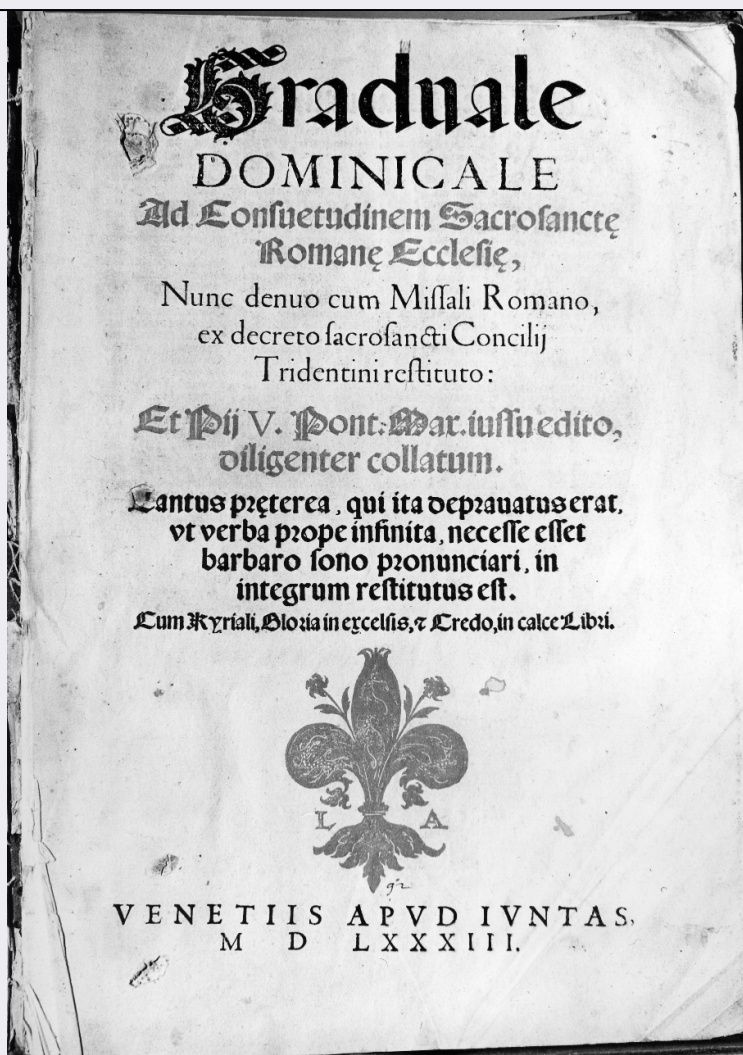 Graduale
DOMINICALE
Ad Conſuetudinem Sacroſanctę
Romanę Eccleſię,
Nunc denuo cum Miſſali Romano,
ex decreto ſacroſancti Concilij
Tridentini reſtituto:
Et Pij V. Pont. Max. iuſſu edito,
diligenter collatum.
Cantus pręterea, qui ita deprauatus erat,
vt verba prope infinita, neceſſe eſſet
barbaro ſono pronunciari, in
integrum reſtitutus eſt.
Cum Kyriali, Gloria in excelſis, ⁊ Credo, in calce Libri.
L A
VENETIIS APVD IVNTAS,
M D LXXXIII.